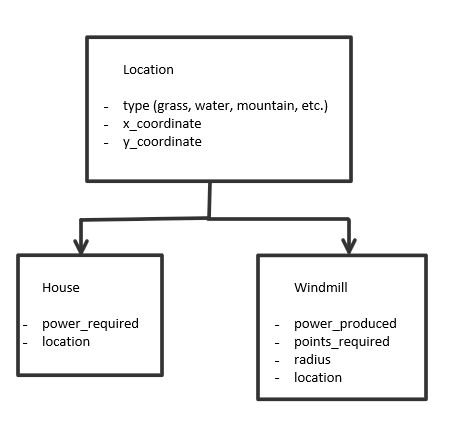 Location
- type (grass, water, mountain, etc.)
- x_coordinate
- y_coordinate
House
- power_required
- location
Windmill
- power_produced
- points_required
- radius
- location